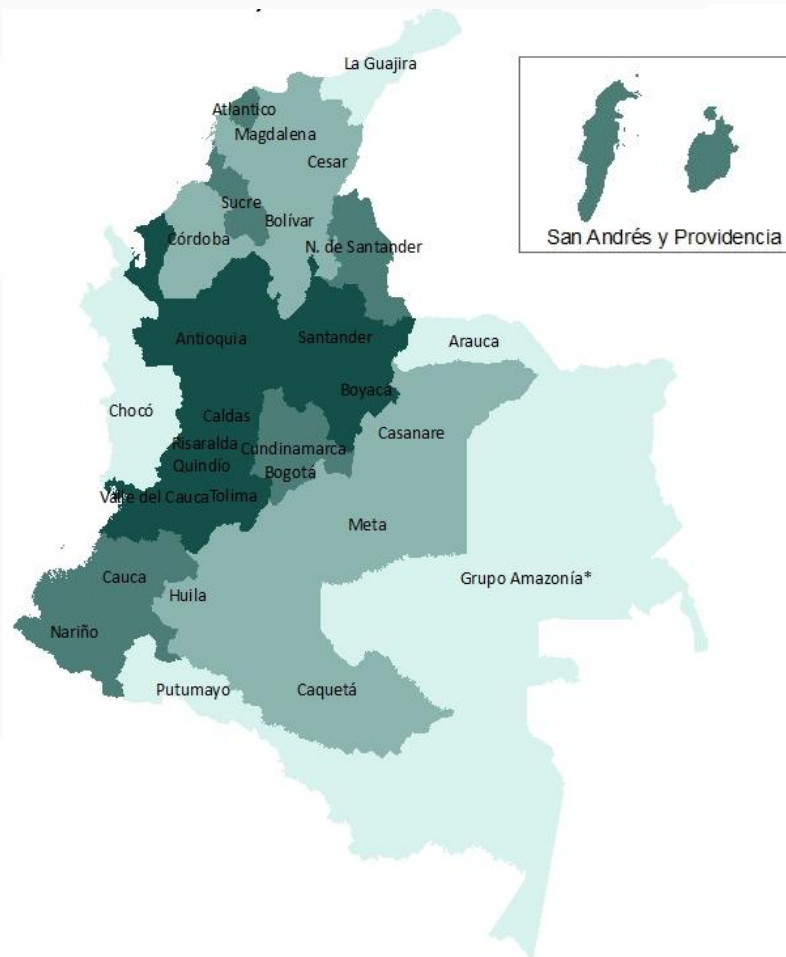 La Guajira
Atlantico
Magdalena
Cesar
Sucre
Bolívar
Córdoba
N. de Santander
San Andrés y Providencia
Antioquia
Santander
Arauca
Boyacá
Chocó
Caldas
Casanare
Risaralda
Cundinamarca
Quindío
Bogotá
Valle del Cauca
Tolima
Meta
Cauca
Grupo Amazonía*
Huila
Nariño
Putumayo
Caquetá